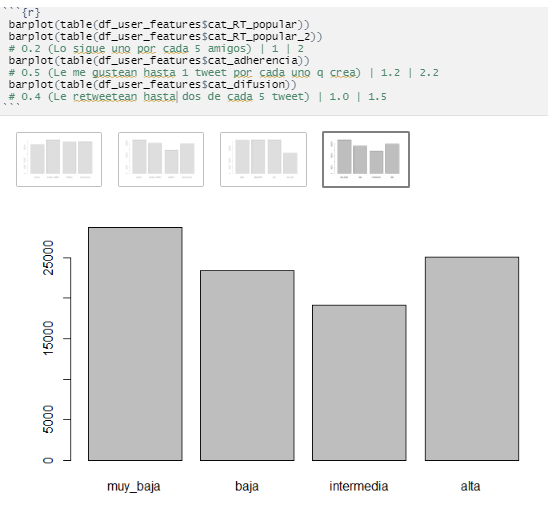 ```{r}
barplot(table(df_user_features$cat_RT_popular))
barplot(table(df_user_features$cat_RT_popular_2))
# 0.2 (Lo sigue uno por cada 5 amigos) | 1 | 2
barplot(table(df_user_features$cat_adherencia))
# 0.5 (Le me gustean hasta 1 tweet por cada uno q crea) | 1.2 | 2.2
barplot(table(df_user_features$cat_difusion))
# 0.4 (Le retweetean hasta dos de cada 5 tweet) | 1.0 | 1.5
```
25000
15000
5000
0
muy_baja baja intermedia alta